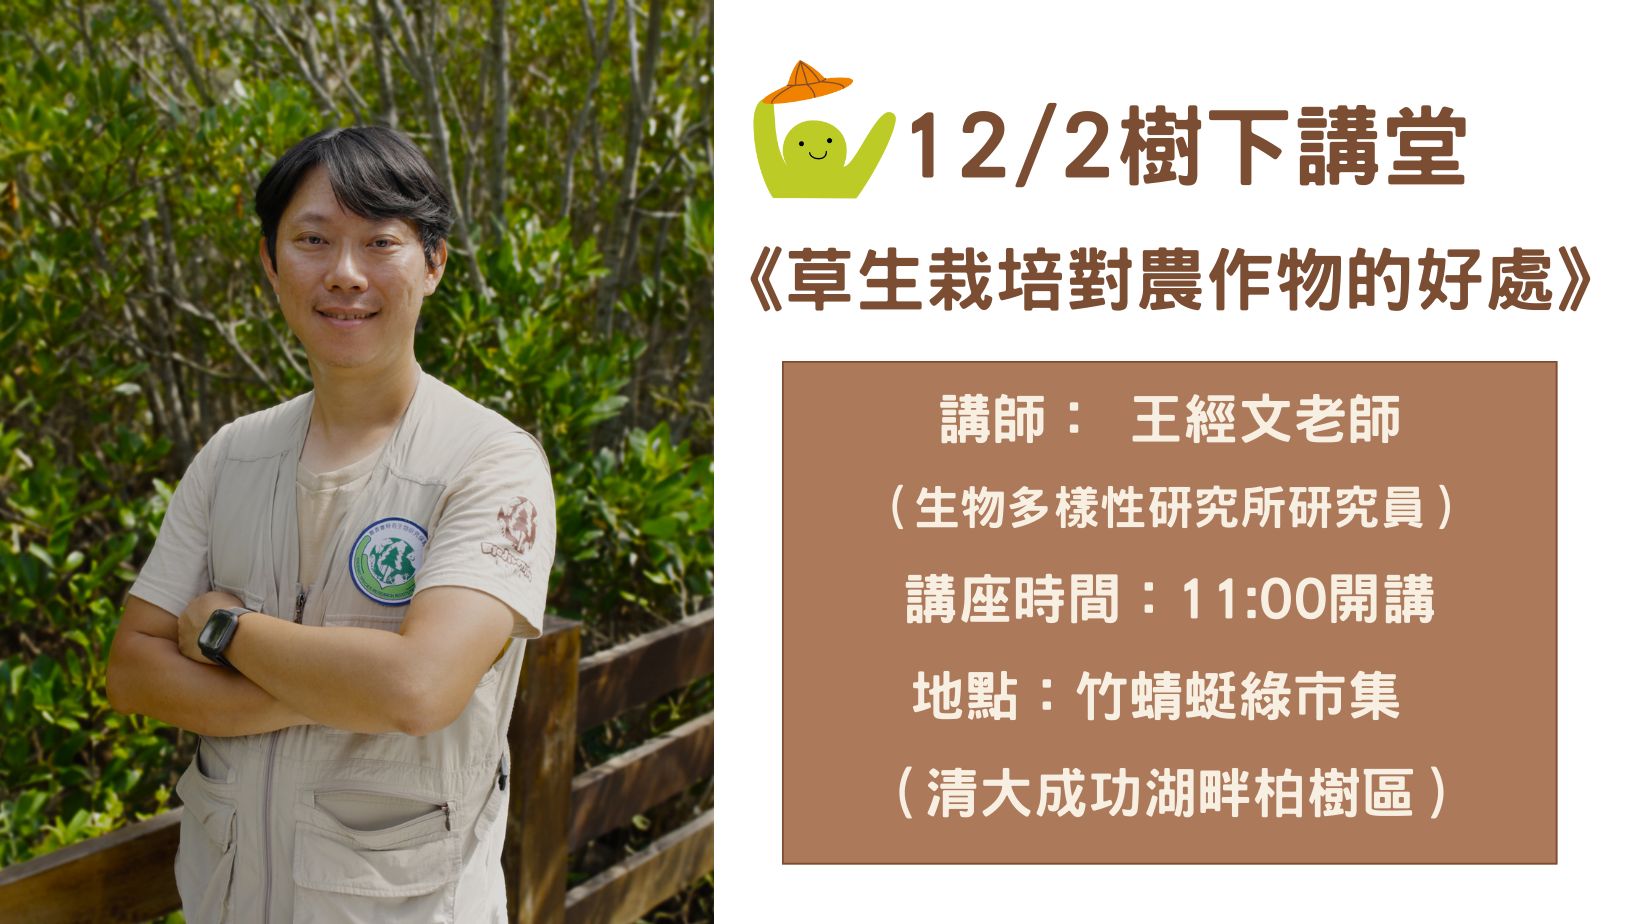 12/2樹下講堂
《草生栽培對農作物的好處》
講師： 王經文老師
（生物多樣性研究所研究員）
講座時間：11:00開講
地點：竹蜻蜓綠市集
（清大成功湖畔柏樹區）